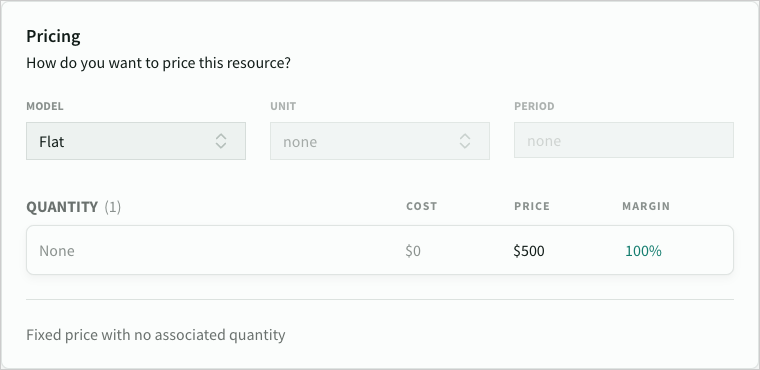 Pricing
How do you want to price this resource?
MODEL UNIT PERIOD
Flat none none
QUANTITY (1) COST PRICE MARGIN
None $0 $500 100%
Fixed price with no associated quantity